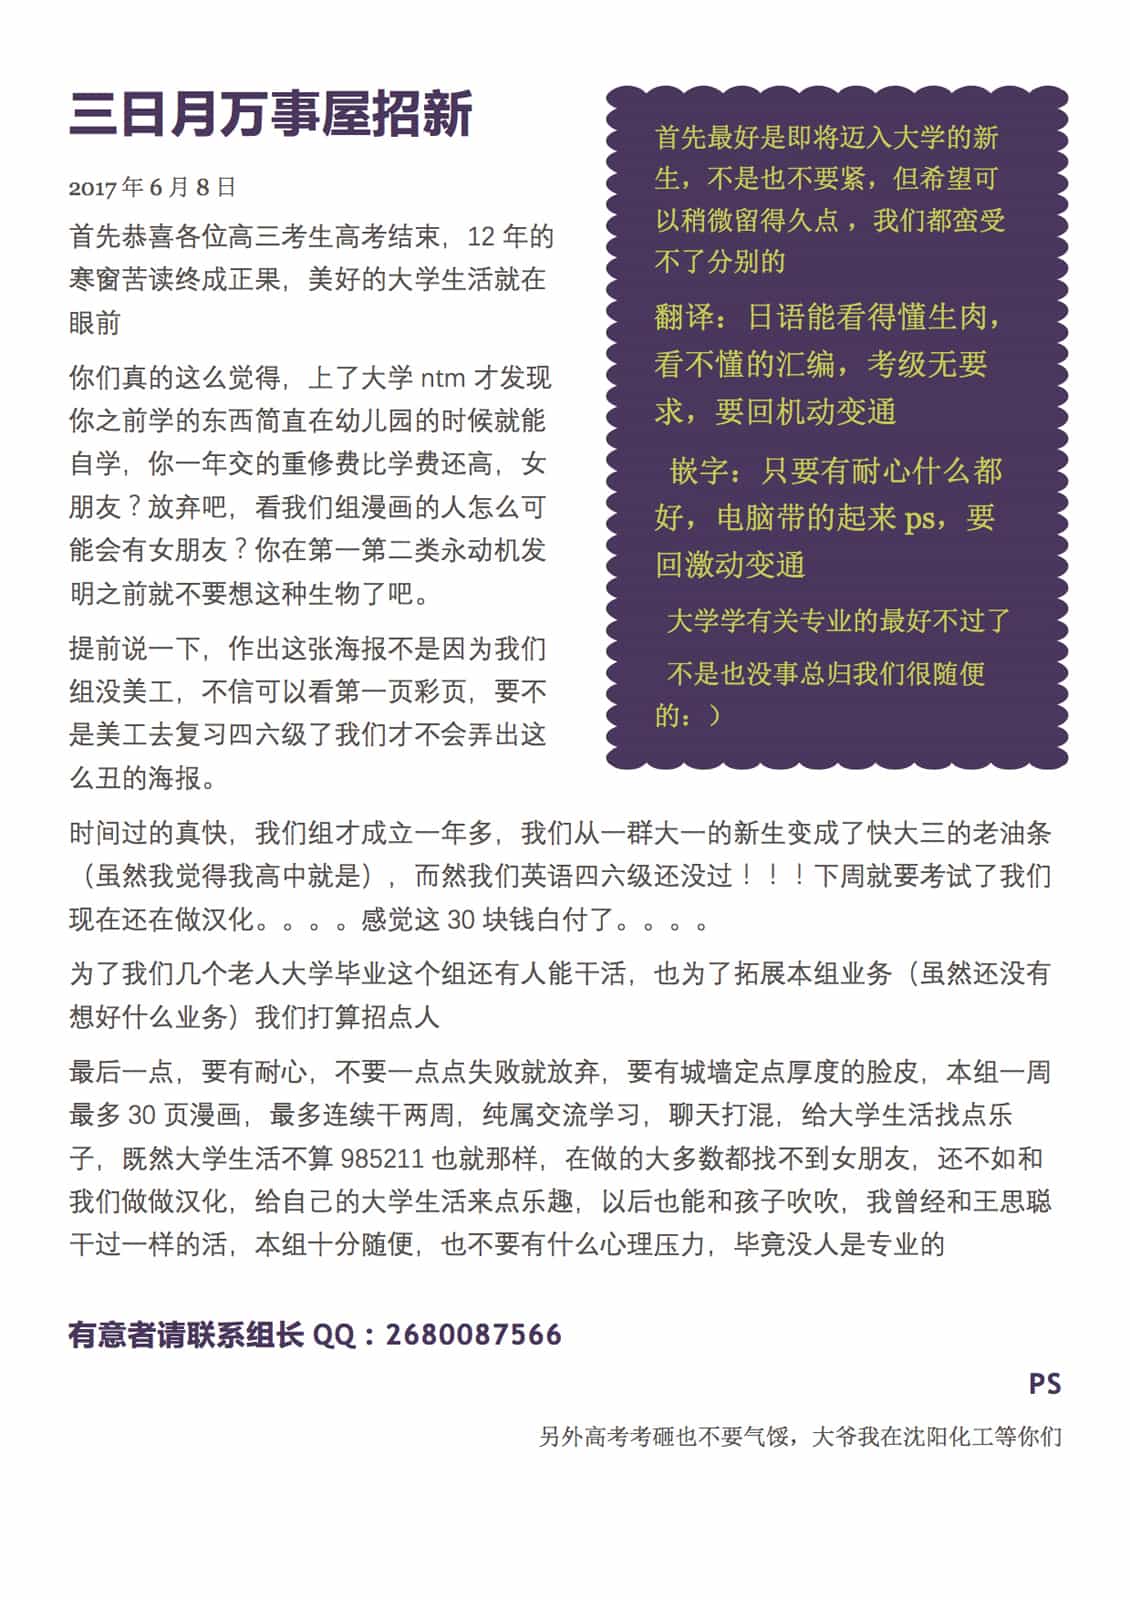 三日月万事屋招新
2017 年 6 月 8 日
首先恭喜各位高三考生高考结束，12 年的
寒窗苦读终成正果，美好的大学生活就在
眼前
你们真的这么觉得，上了大学 ntm 才发现
你之前学的东西简直在幼儿园的时候就能
自学，你一年交的重修费比学费还高，女
朋友？放弃吧，看我们组漫画的人怎么可
能会有女朋友？你在第一第二类永动机发
明之前就不要想这种生物了吧。
提前说一下，作出这张海报不是因为我们
组没美工，不信可以看第一页彩页，要不
是美工去复习四六级了我们才不会弄出这
么丑的海报。
首先最好是即将迈入大学的新
生，不是也不要紧，但希望可
以稍微留得久点 ，我们都蛮受
不了分别的
翻译：日语能看得懂生肉，
看不懂的汇编，考级无要
求，要回机动变通
嵌字：只要有耐心什么都
好，电脑带的起来 ps，要
回激动变通
大学学有关专业的最好不过了
不是也没事总归我们很随便
的：）
时间过的真快，我们组才成立一年多，我们从一群大一的新生变成了快大三的老油条
（虽然我觉得我高中就是），而然我们英语四六级还没过！！！下周就要考试了我们
现在还在做汉化。。。。感觉这 30 块钱白付了。。。。
为了我们几个老人大学毕业这个组还有人能干活，也为了拓展本组业务（虽然还没有
想好什么业务）我们打算招点人
最后一点，要有耐心，不要一点点失败就放弃，要有城墙定点厚度的脸皮，本组一周
最多 30 页漫画，最多连续干两周，纯属交流学习，聊天打混，给大学生活找点乐
子，既然大学生活不算 985211 也就那样，在做的大多数都找不到女朋友，还不如和
我们做做汉化，给自己的大学生活来点乐趣，以后也能和孩子吹吹，我曾经和王思聪
干过一样的活，本组十分随便，也不要有什么心理压力，毕竟没人是专业的
有意者请联系组长 QQ：2680087566
PS
另外高考考砸也不要气馁，大爷我在沈阳化工等你们